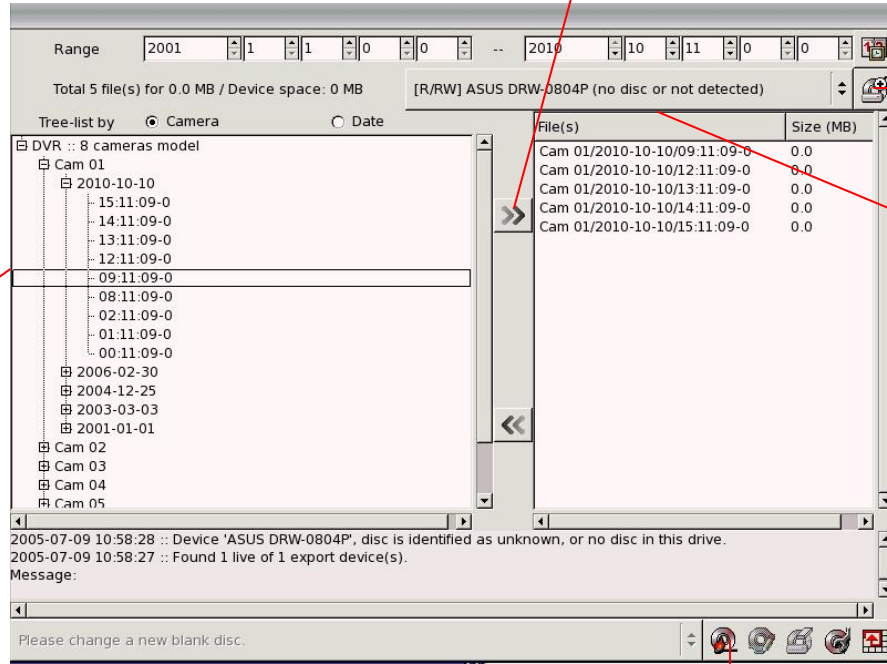 Range 2001 1 1 0 0 -- 2010 10 11 0 0
Total 5 file(s) for 0.0 MB / Device space: 0 MB [R/RW] ASUS DRW-0804P (no disc or not detected)
Tree-list by Camera Date
File(s) Size (MB)
DVR :: 8 cameras model
Cam 01
2010-10-10
15:11:09-0
14:11:09-0
13:11:09-0
12:11:09-0
09:11:09-0
08:11:09-0
02:11:09-0
01:11:09-0
00:11:09-0
2006-02-30
2004-12-25
2003-03-03
2001-01-01
Cam 02
Cam 03
Cam 04
Cam 05
Cam 01/2010-10-10/09:11:09-0 0.0
Cam 01/2010-10-10/12:11:09-0 0.0
Cam 01/2010-10-10/13:11:09-0 0.0
Cam 01/2010-10-10/14:11:09-0 0.0
Cam 01/2010-10-10/15:11:09-0 0.0
2005-07-09 10:58:28 :: Device 'ASUS DRW-0804P', disc is identified as unknown, or no disc in this drive.
2005-07-09 10:58:27 :: Found 1 live of 1 export device(s).
Message:
Please change a new blank disc.